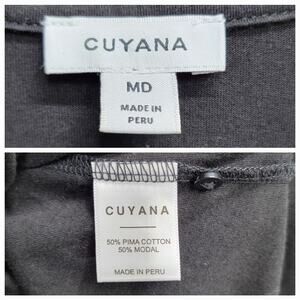 CUYANA
MD
MADE IN
PERU
CUYANA
50% PIMA COTTON
50% MODAL
MADE IN PERU